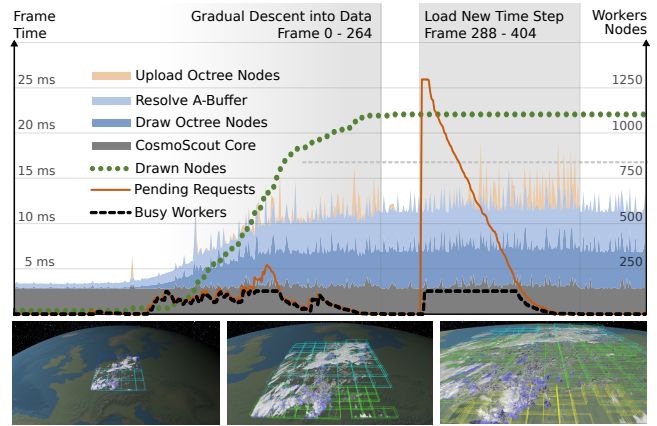 Frame
Time
Gradual Descent into Data
Frame 0 - 264
Load New Time Step
Frame 288 - 404
Workers
Nodes
25 ms
20 ms
15 ms
10 ms
5 ms
Upload Octree Nodes
Resolve A-Buffer
Draw Octree Nodes
CosmoScout Core
Drawn Nodes
Pending Requests
Busy Workers
1250
1000
750
500
250